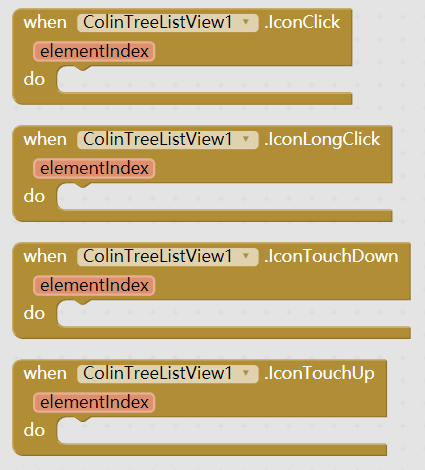 when ColinTreeListView1 .IconClick
elementIndex
do
when ColinTreeListView1 .IconLongClick
elementIndex
do
when ColinTreeListView1 .IconTouchDown
elementIndex
do
when ColinTreeListView1 .IconTouchUp
elementIndex
do